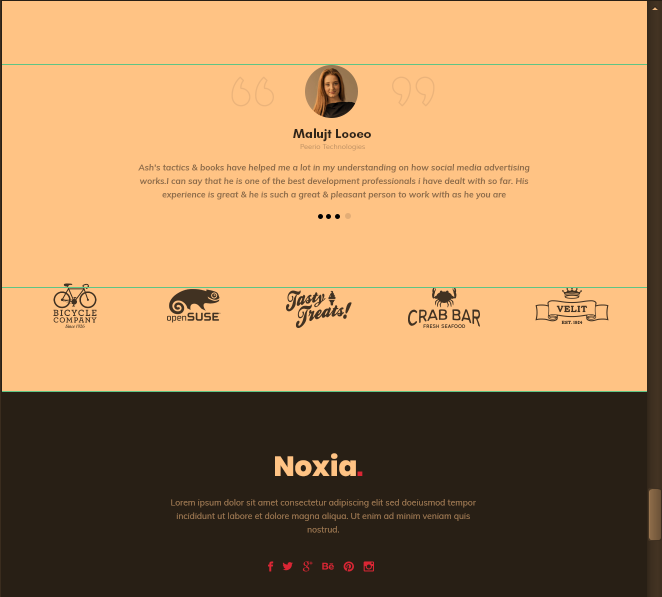 Malujt Looeo
Peerin Technologies
Ash's tactics & books have helped me a lot in my understanding on how social media advertising
works.I can say that he is one of the best development professionals i have dealt with so far. His
experience is great & he is such a great & pleasant person to work with as he you are
BICYCLE
COMPANY
Since 1926
openSUSE
Tasty
Treats!
CRAB BAR
FRESH SEAFOOD
VELIT
EST. 1854
Noxia.
Lorem ipsum dolor sit amet consectetur adipiscing elit sed doeiusmod tempor
incididunt ut labore et dolore magna aliqua. Ut enim ad minim veniam quis
nostrud.
Bē